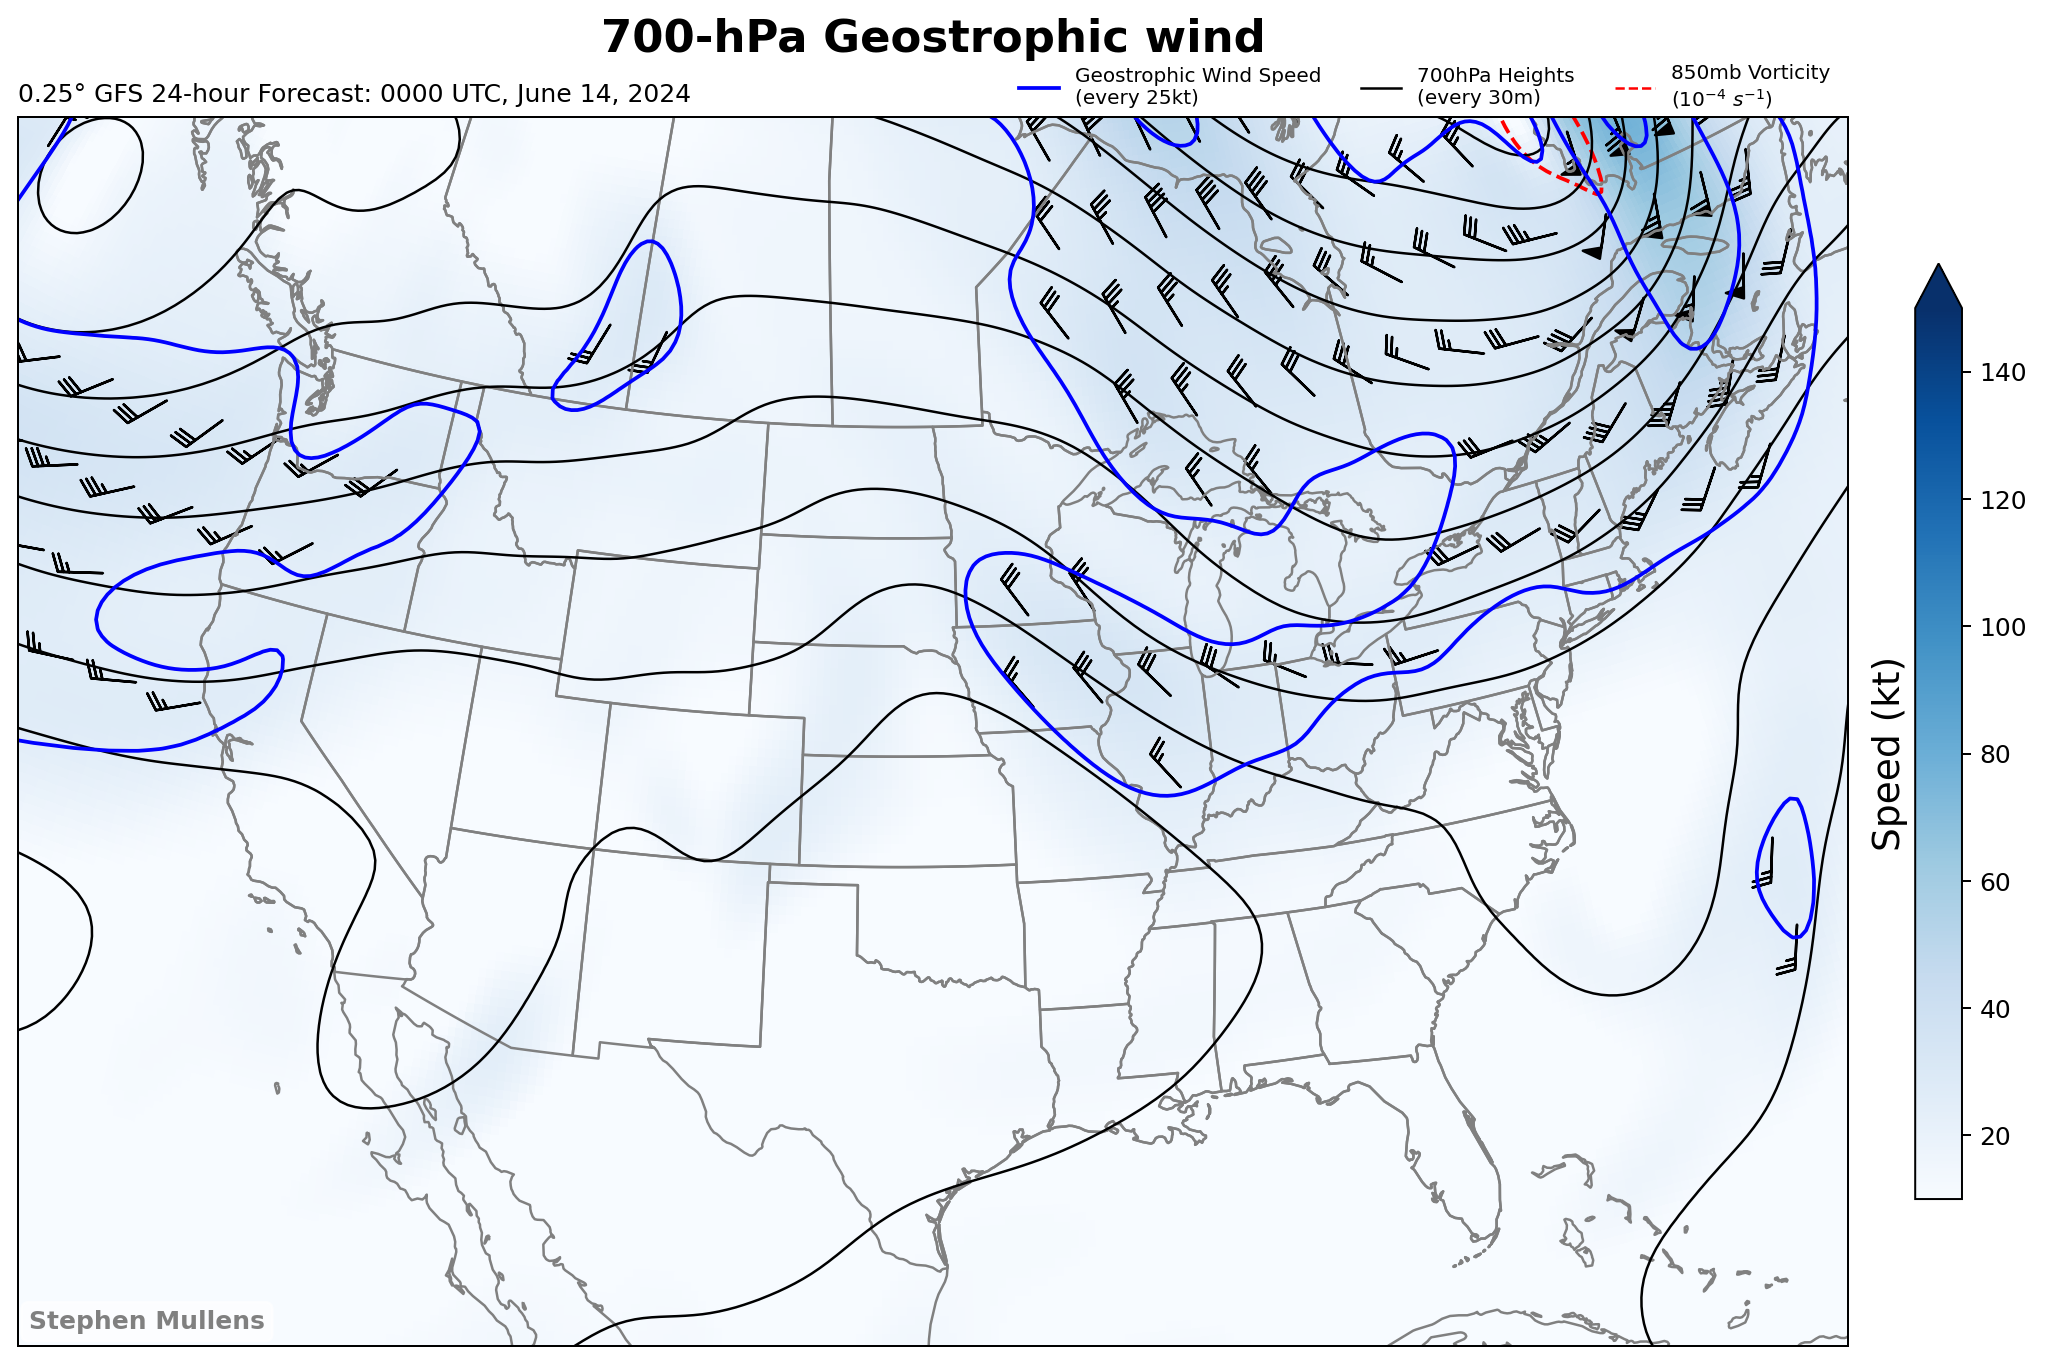 700-hPa Geostrophic wind
0.25° GFS 24-hour Forecast: 0000 UTC, June 14, 2024
Geostrophic Wind Speed
(every 25kt)
700hPa Heights
(every 30m)
850mb Vorticity
(10⁻⁴ s⁻¹)
140
120
100
80
60
40
20
Speed (kt)
Stephen Mullens